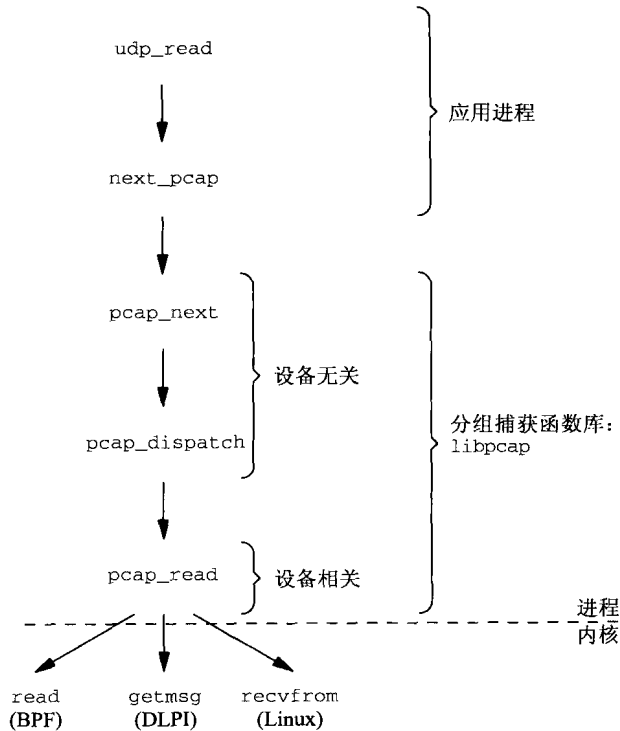 udp_read
应用进程
next_pcap
pcap_next
设备无关
分组捕获函数库:
libpcap
pcap_dispatch
pcap_read
设备相关
进程
内核
read
(BPF)
getmsg
(DLPI)
recvfrom
(Linux)